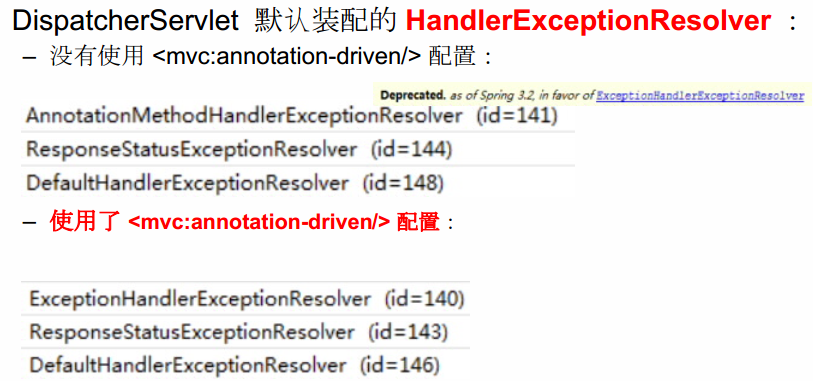 DispatcherServlet 默认装配的 HandlerExceptionResolver :
– 没有使用 <mvc:annotation-driven/> 配置 :
Deprecated. as of Spring 3.2, in favor of ExceptionHandlerExceptionResolver
AnnotationMethodHandlerExceptionResolver (id=141)
ResponseStatusExceptionResolver (id=144)
DefaultHandlerExceptionResolver (id=148)
– 使用了 <mvc:annotation-driven/> 配置 :
ExceptionHandlerExceptionResolver (id=140)
ResponseStatusExceptionResolver (id=143)
DefaultHandlerExceptionResolver (id=146)